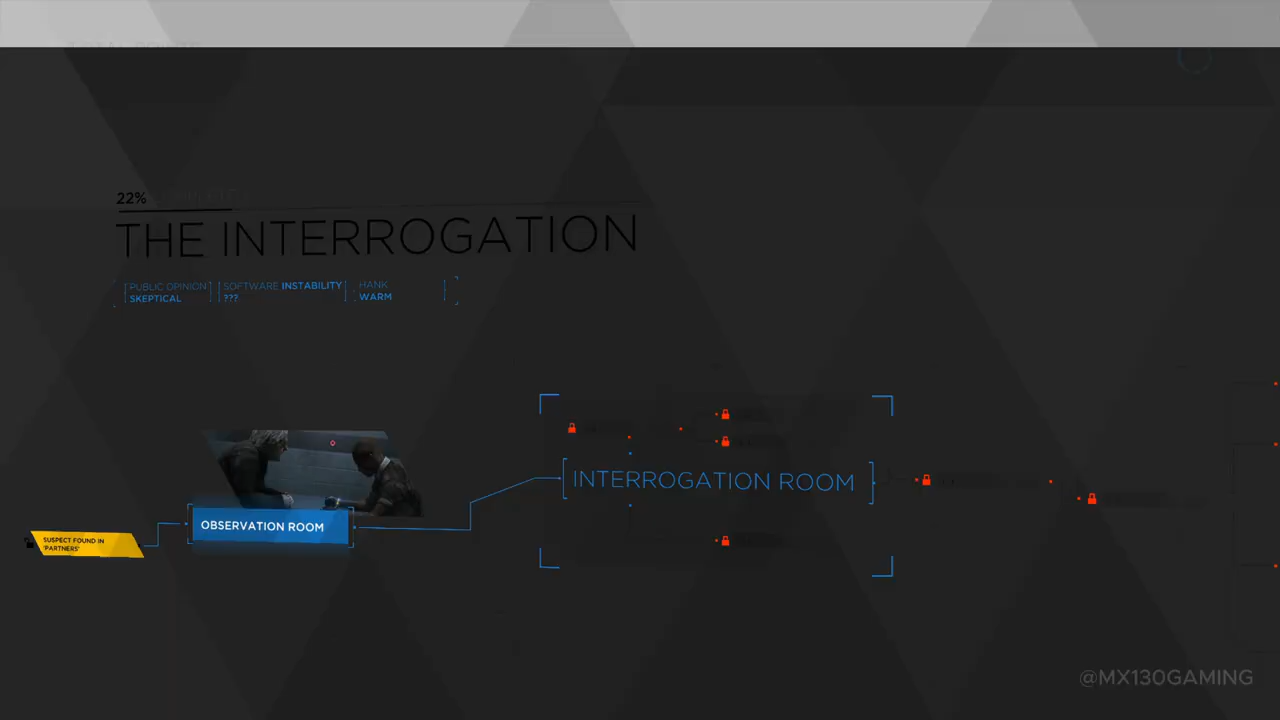 22%
THE INTERROGATION
PUBLIC OPINION
SKEPTICAL
SOFTWARE INSTABILITY
???
HANK
WARM
INTERROGATION ROOM
OBSERVATION ROOM
SUSPECT FOUND IN
'PARTNERS'
@MX130GAMING